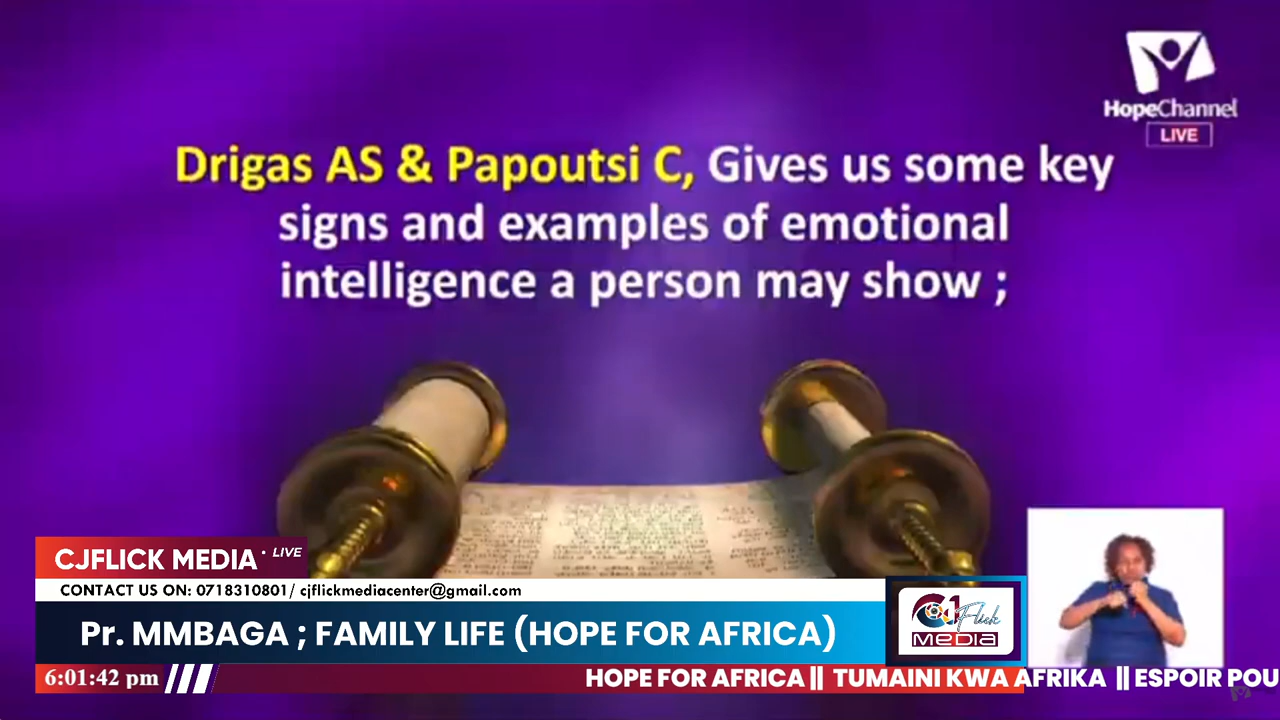 HopeChannel
LIVE
Drigas AS & Papoutsi C, Gives us some key
signs and examples of emotional
intelligence a person may show ;
CJFLICK MEDIA • LIVE
CONTACT US ON: 0718310801/ cjflickmediacenter@gmail.com
Pr. MMBAGA ; FAMILY LIFE (HOPE FOR AFRICA)
Flick
MEDIA
6:01:42 pm
HOPE FOR AFRICA || TUMAINI KWA AFRIKA || ESPOIR POU